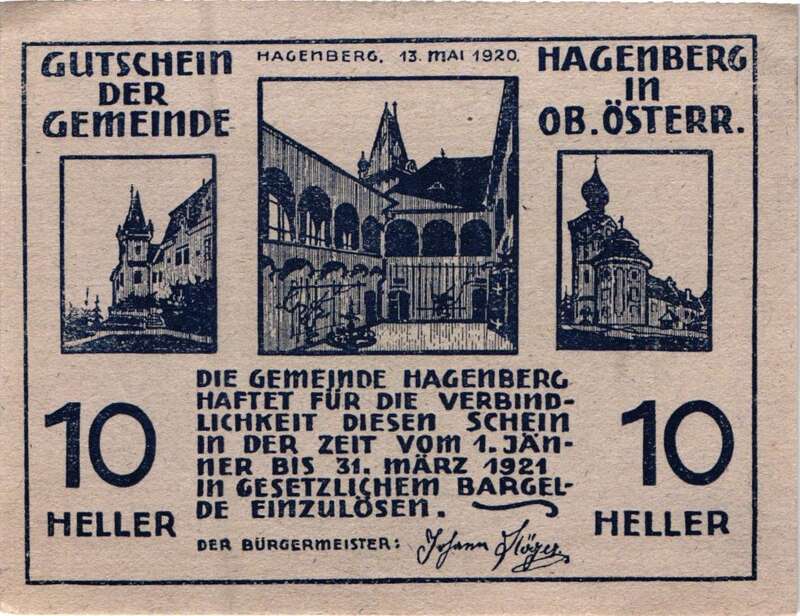 GUTSCHEIN
DER
GEMEINDE
HAGENBERG, 13. MAI 1920.
HAGENBERG
IN
OB. ÖSTERR.
DIE GEMEINDE HAGENBERG
HAFTET FÜR DIE VERBIND-
LICHKEIT DIESEN SCHEIN
IN DER ZEIT VOM 1. JÄN-
NER BIS 31. MÄRZ 1921
IN GESETZLICHEM BARGEL-
DE EINZULÖSEN.
10
HELLER
10
HELLER
DER BÜRGERMEISTER: Johann